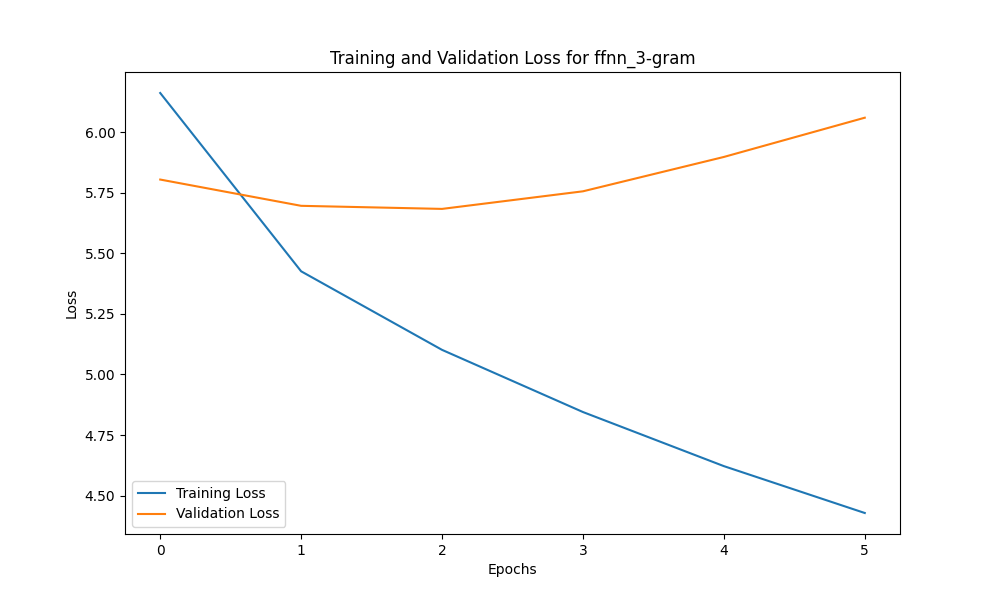 Training and Validation Loss for ffnn_3-gram
6.00
5.75
5.50
5.25
5.00
4.75
4.50
Loss
Training Loss
Validation Loss
0 1 2 3 4 5
Epochs